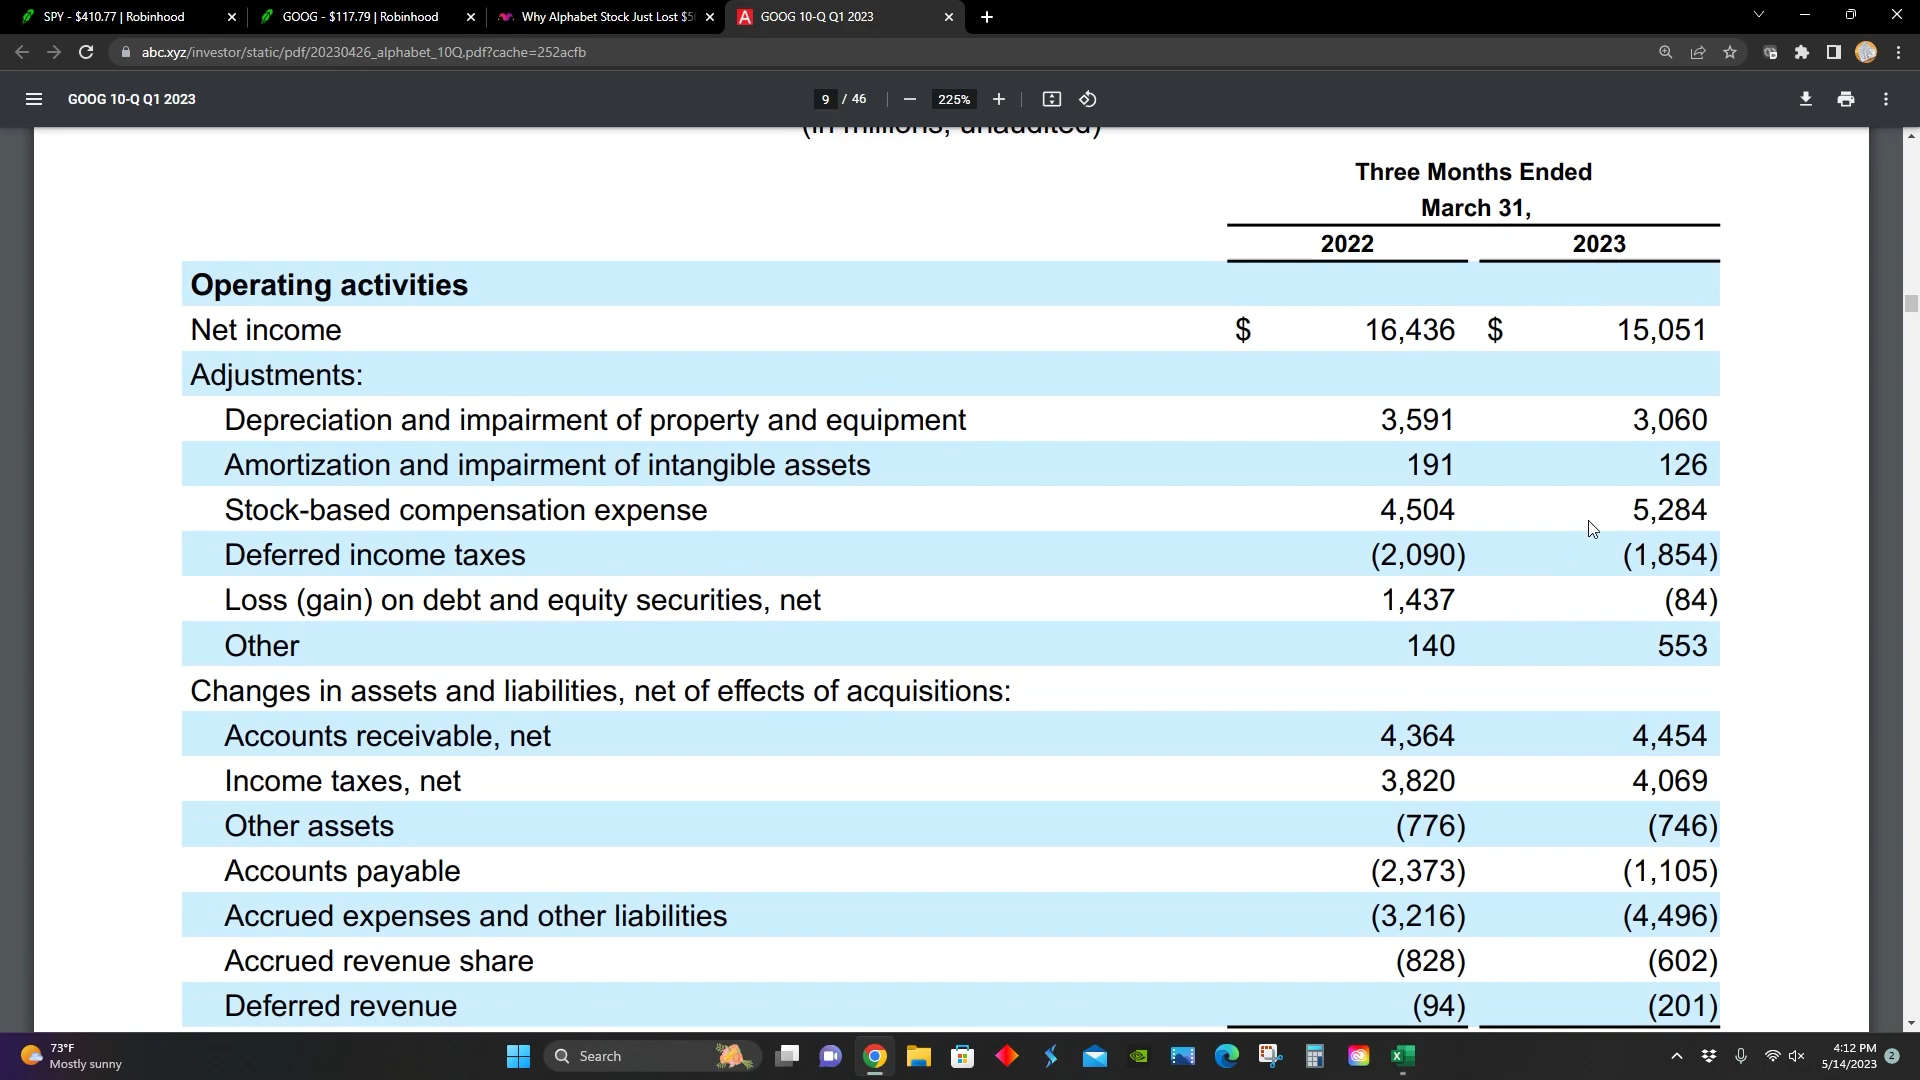 SPY - $410.77 | Robinhood
GOOG - $117.79 | Robinhood
Why Alphabet Stock Just Lost $5
GOOG 10-Q Q1 2023
abc.xyz/investor/static/pdf/20230426_alphabet_10Q.pdf?cache=252acfb
GOOG 10-Q Q1 2023
9 / 46
225%
(in millions, unaudited)
Three Months Ended
March 31,
2022 2023
Operating activities
Net income $ 16,436 $ 15,051
Adjustments:
Depreciation and impairment of property and equipment 3,591 3,060
Amortization and impairment of intangible assets 191 126
Stock-based compensation expense 4,504 5,284
Deferred income taxes (2,090) (1,854)
Loss (gain) on debt and equity securities, net 1,437 (84)
Other 140 553
Changes in assets and liabilities, net of effects of acquisitions:
Accounts receivable, net 4,364 4,454
Income taxes, net 3,820 4,069
Other assets (776) (746)
Accounts payable (2,373) (1,105)
Accrued expenses and other liabilities (3,216) (4,496)
Accrued revenue share (828) (602)
Deferred revenue (94) (201)
73°F
Mostly sunny
Search
4:12 PM
5/14/2023
2